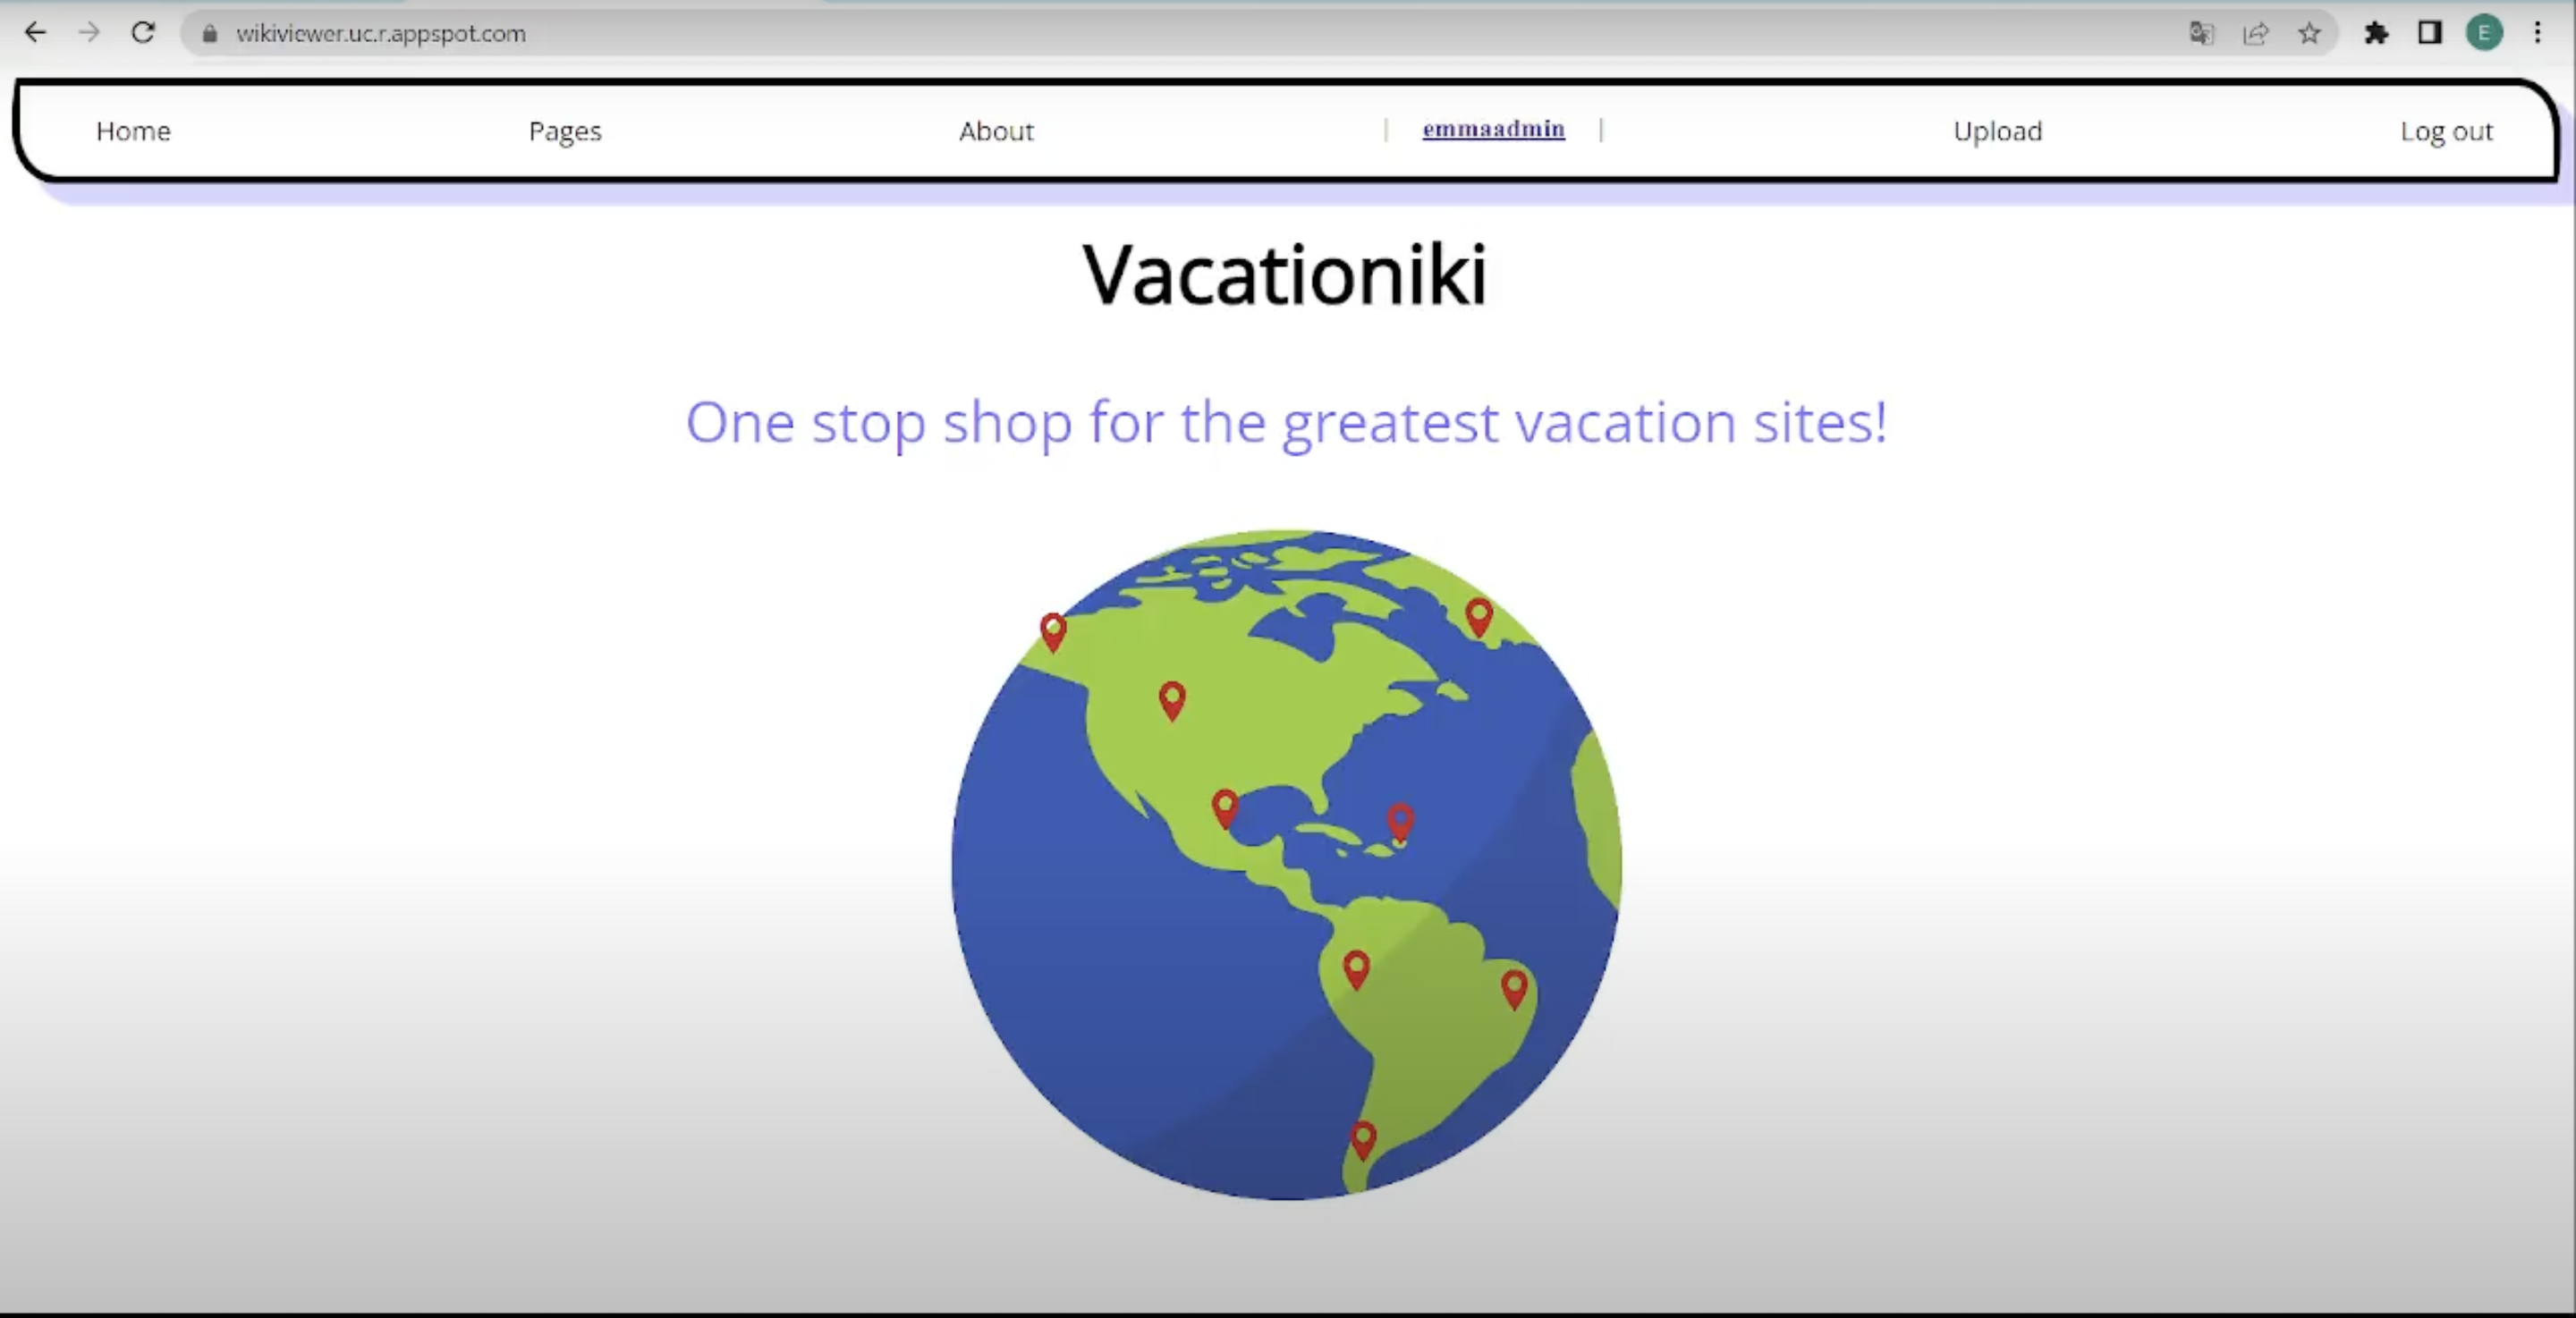 wikiviewer.uc.r.appspot.com
E
Home Pages About | emmaadmin | Upload Log out
Vacationiki
One stop shop for the greatest vacation sites!